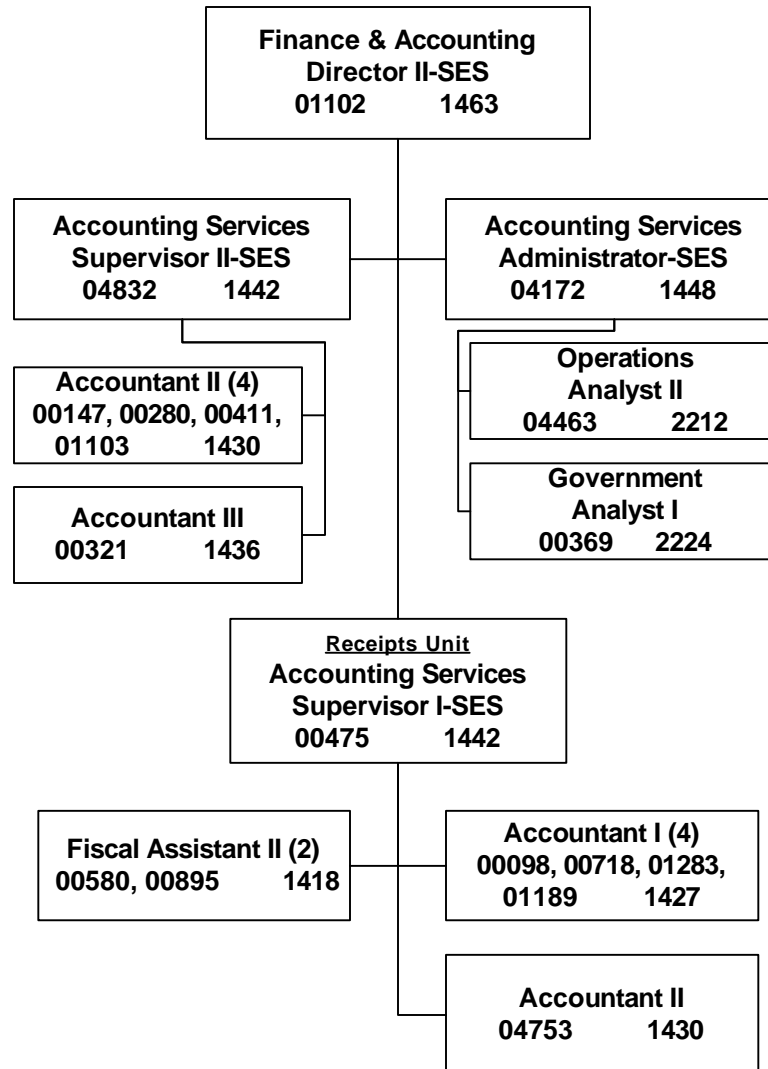 Finance & Accounting
Director II-SES
01102 1463
Accounting Services
Supervisor II-SES
04832 1442
Accounting Services
Administrator-SES
04172 1448
Accountant II (4)
00147, 00280, 00411,
01103 1430
Accountant III
00321 1436
Operations
Analyst II
04463 2212
Government
Analyst I
00369 2224
Receipts Unit
Accounting Services
Supervisor I-SES
00475 1442
Fiscal Assistant II (2)
00580, 00895 1418
Accountant I (4)
00098, 00718, 01283,
01189 1427
Accountant II
04753 1430